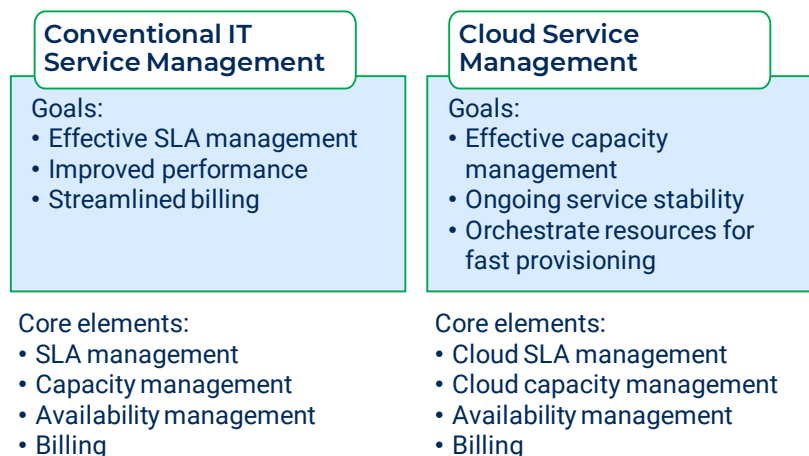 Conventional IT
Service Management
Goals:
• Effective SLA management
• Improved performance
• Streamlined billing
Core elements:
• SLA management
• Capacity management
• Availability management
• Billing
Cloud Service
Management
Goals:
• Effective capacity
management
• Ongoing service stability
• Orchestrate resources for
fast provisioning
Core elements:
• Cloud SLA management
• Cloud capacity management
• Availability management
• Billing